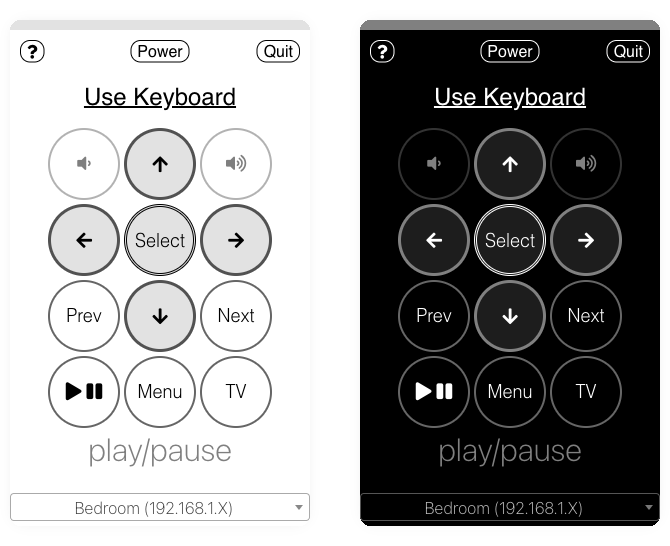 ? Power Quit
Use Keyboard
Select
Prev Next
Menu TV
play/pause
Bedroom (192.168.1.X)
? Power Quit
Use Keyboard
Select
Prev Next
Menu TV
play/pause
Bedroom (192.168.1.X)